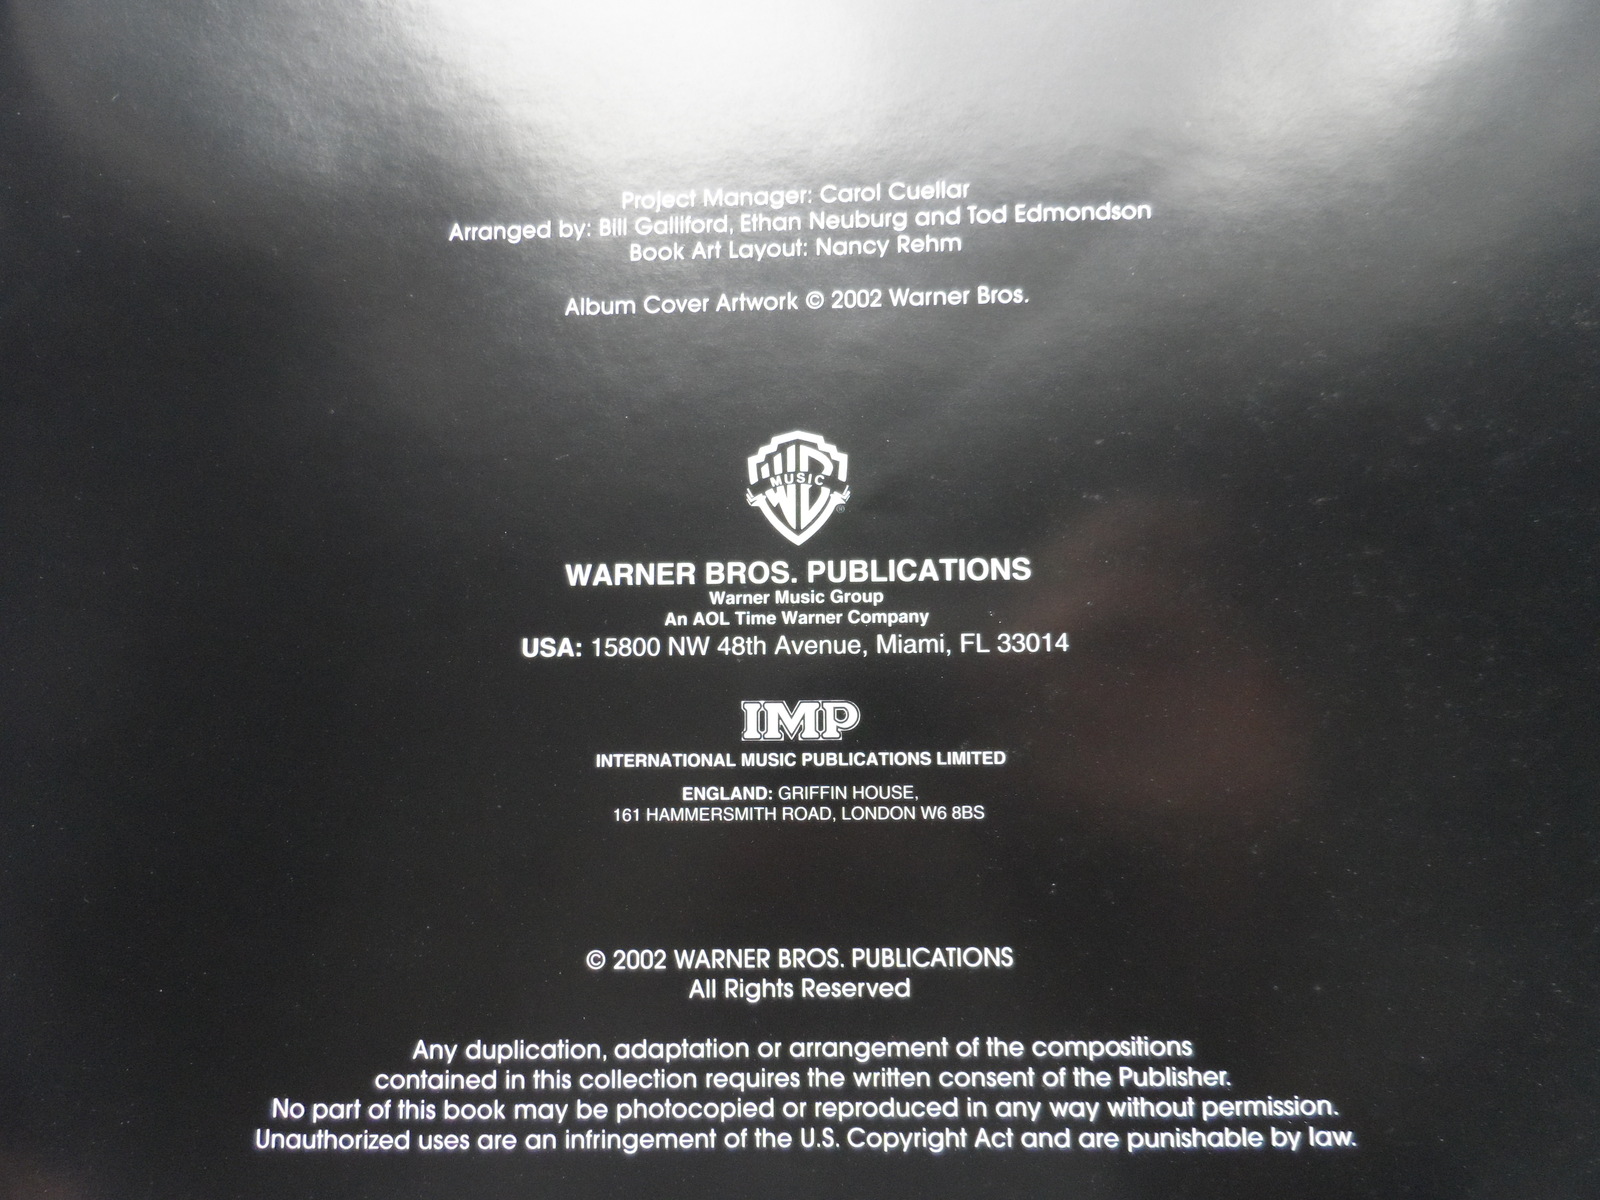 Project Manager: Carol Cuellar
Arranged by: Bill Galliford, Ethan Neuburg and Tod Edmondson
Book Art Layout: Nancy Rehm
Album Cover Artwork © 2002 Warner Bros.
MUSIC
®
WARNER BROS. PUBLICATIONS
Warner Music Group
An AOL Time Warner Company
USA: 15800 NW 48th Avenue, Miami, FL 33014
IMP
INTERNATIONAL MUSIC PUBLICATIONS LIMITED
ENGLAND: GRIFFIN HOUSE,
161 HAMMERSMITH ROAD, LONDON W6 8BS
© 2002 WARNER BROS. PUBLICATIONS
All Rights Reserved
Any duplication, adaptation or arrangement of the compositions
contained in this collection requires the written consent of the Publisher.
No part of this book may be photocopied or reproduced in any way without permission.
Unauthorized uses are an infringement of the U.S. Copyright Act and are punishable by law.